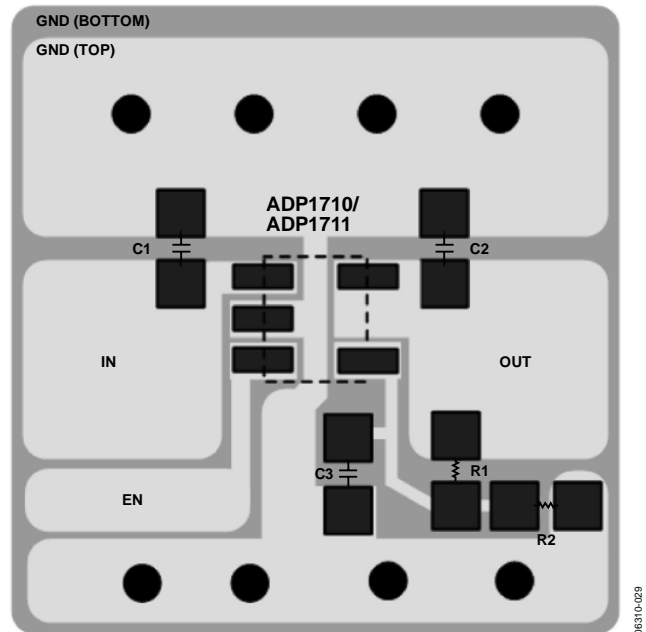 GND (BOTTOM)
GND (TOP)
ADP1710/
ADP1711
C1
C2
IN
OUT
C3
R1
EN
R2
06310-029